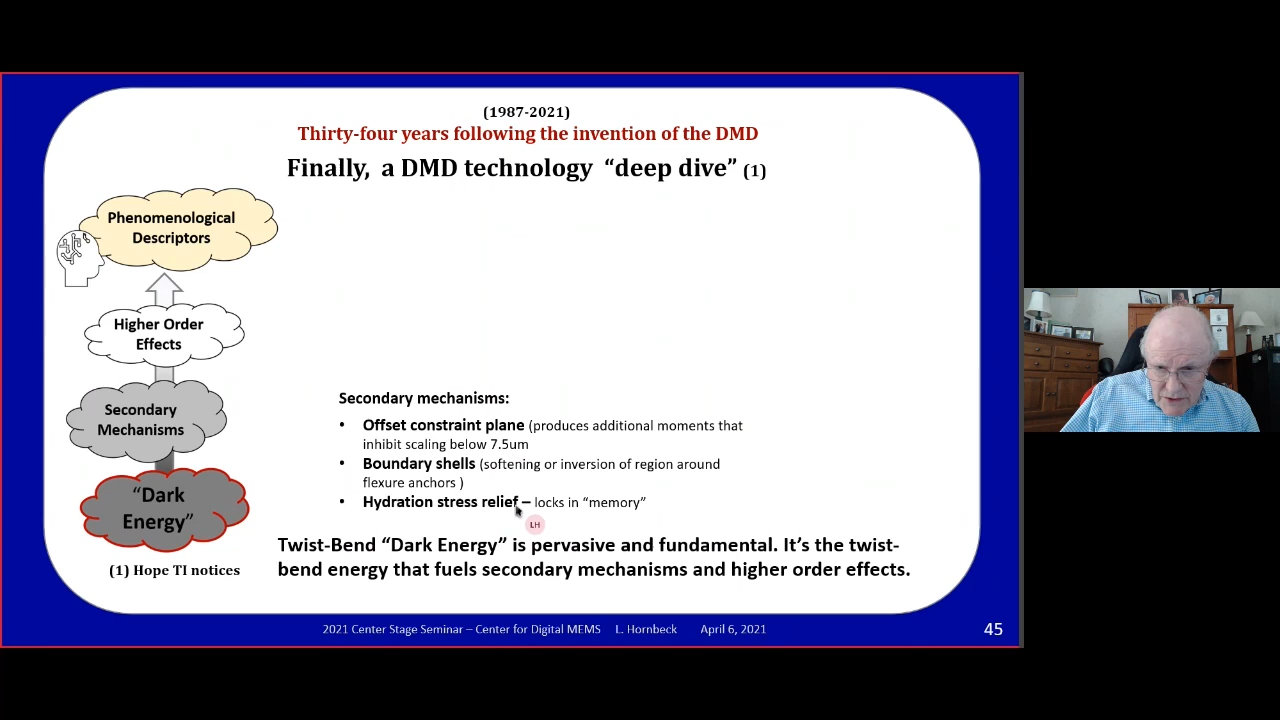 (1987-2021)
Thirty-four years following the invention of the DMD
Finally, a DMD technology “deep dive” (1)
Phenomenological
Descriptors
Higher Order
Effects
Secondary
Mechanisms
“Dark
Energy”
(1) Hope TI notices
Secondary mechanisms:
• Offset constraint plane (produces additional moments that
inhibit scaling below 7.5um
• Boundary shells (softening or inversion of region around
flexure anchors )
• Hydration stress relief – locks in “memory”
LH
Twist-Bend “Dark Energy” is pervasive and fundamental. It’s the twist-
bend energy that fuels secondary mechanisms and higher order effects.
2021 Center Stage Seminar – Center for Digital MEMS L. Hornbeck April 6, 2021
45